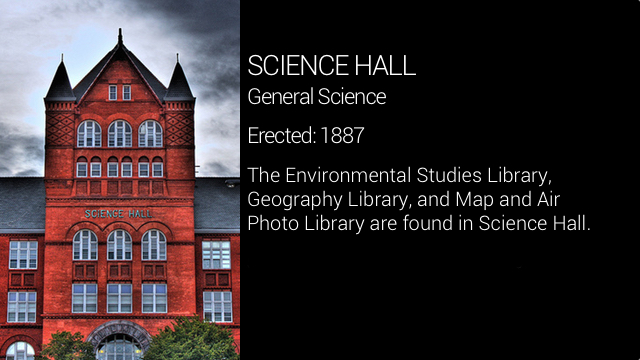 SCIENCE HALL
General Science
Erected: 1887
The Environmental Studies Library,
Geography Library, and Map and Air
Photo Library are found in Science Hall.
SCIENCE HALL